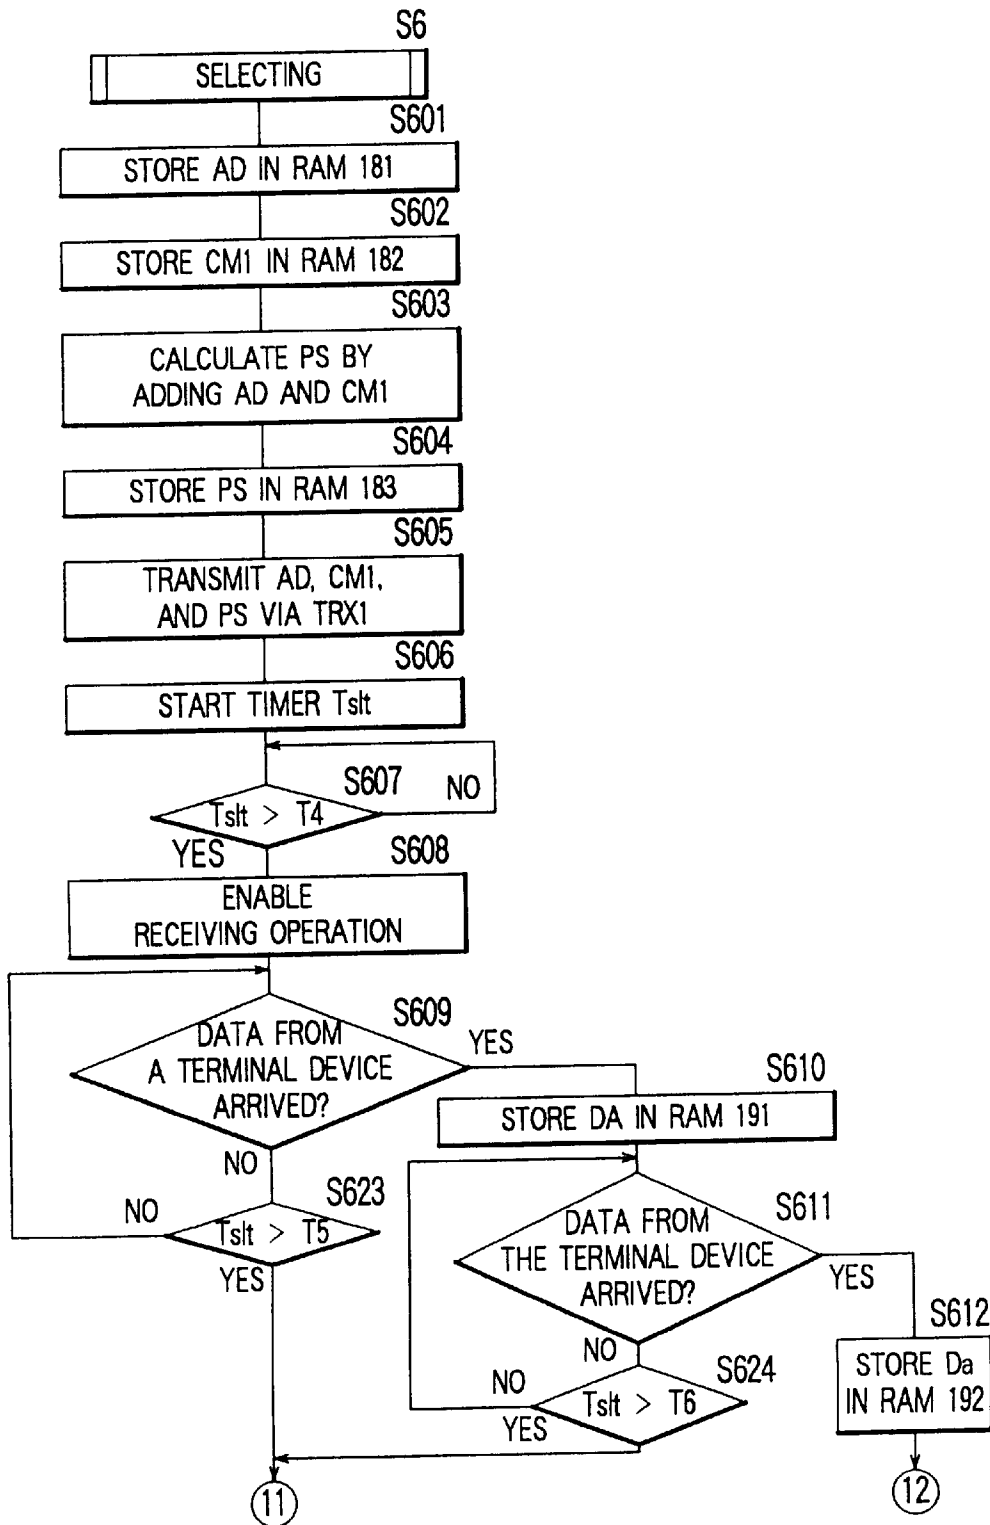 S6
SELECTING
S601
STORE AD IN RAM 181
S602
STORE CM1 IN RAM 182
S603
CALCULATE PS BY
ADDING AD AND CM1
S604
STORE PS IN RAM 183
S605
TRANSMIT AD, CM1,
AND PS VIA TRX1
S606
START TIMER Tslt
S607
NO
Tslt > T4
YES
S608
ENABLE
RECEIVING OPERATION
S609
DATA FROM
A TERMINAL DEVICE
ARRIVED?
YES
NO
S610
STORE DA IN RAM 191
S623
NO
Tslt > T5
YES
S611
DATA FROM
THE TERMINAL DEVICE
ARRIVED?
YES
NO
S612
STORE Da
IN RAM 192
S624
NO
Tslt > T6
YES
11
12